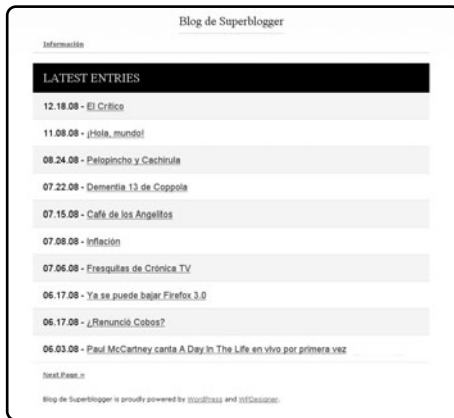 Blog de Superblogger
Información
LATEST ENTRIES
12.18.08 - El Crítico
11.08.08 - ¡Hola, mundo!
08.24.08 - Pelopincho y Cachirula
07.22.08 - Dementia 13 de Coppola
07.15.08 - Café de los Angelitos
07.08.08 - Inflación
07.06.08 - Fresquitas de Crónica TV
06.17.08 - Ya se puede bajar Firefox 3.0
06.17.08 - ¿Renunció Cobos?
06.03.08 - Paul McCartney canta A Day In The Life en vivo por primera vez
Next Page »
Blog de Superblogger is proudly powered by WordPress and WPDesigner.